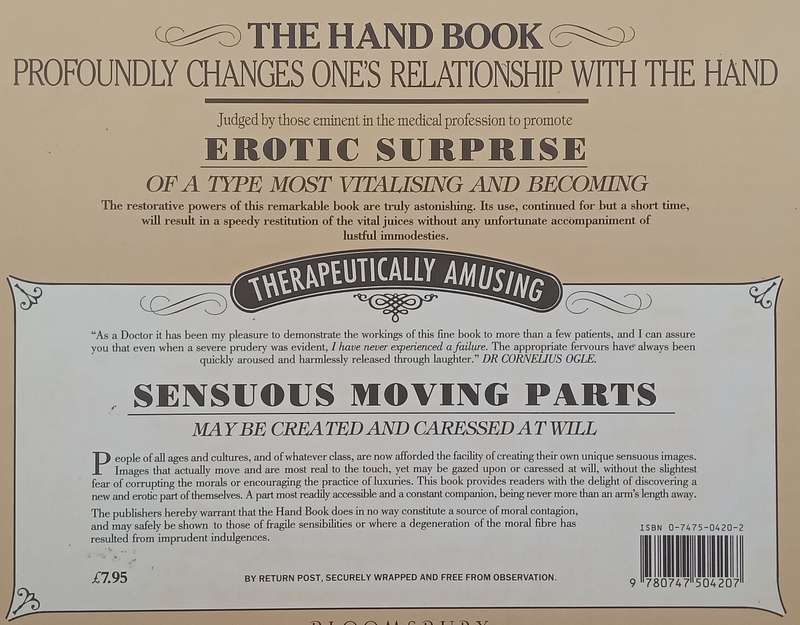 THE HAND BOOK
PROFOUNDLY CHANGES ONE'S RELATIONSHIP WITH THE HAND
Judged by those eminent in the medical profession to promote
EROTIC SURPRISE
OF A TYPE MOST VITALISING AND BECOMING
The restorative powers of this remarkable book are truly astonishing. Its use, continued for but a short time,
will result in a speedy restitution of the vital juices without any unfortunate accompaniment of
lustful immodesties.
THERAPEUTICALLY AMUSING
“As a Doctor it has been my pleasure to demonstrate the workings of this fine book to more than a few patients, and I can assure
you that even when a severe prudery was evident, I have never experienced a failure. The appropriate fervours have always been
quickly aroused and harmlessly released through laughter.” DR CORNELIUS OGLE.
SENSUOUS MOVING PARTS
MAY BE CREATED AND CARESSED AT WILL
People of all ages and cultures, and of whatever class, are now afforded the facility of creating their own unique sensuous images.
Images that actually move and are most real to the touch, yet may be gazed upon or caressed at will, without the slightest
fear of corrupting the morals or encouraging the practice of luxuries. This book provides readers with the delight of discovering a
new and erotic part of themselves. A part most readily accessible and a constant companion, being never more than an arm's length away.
The publishers hereby warrant that the Hand Book does in no way constitute a source of moral contagion,
and may safely be shown to those of fragile sensibilities or where a degeneration of the moral fibre has
resulted from imprudent indulgences.
ISBN 0-7475-0420-2
9 780747 504207
£7.95
BY RETURN POST, SECURELY WRAPPED AND FREE FROM OBSERVATION.
BLOOMSBURY